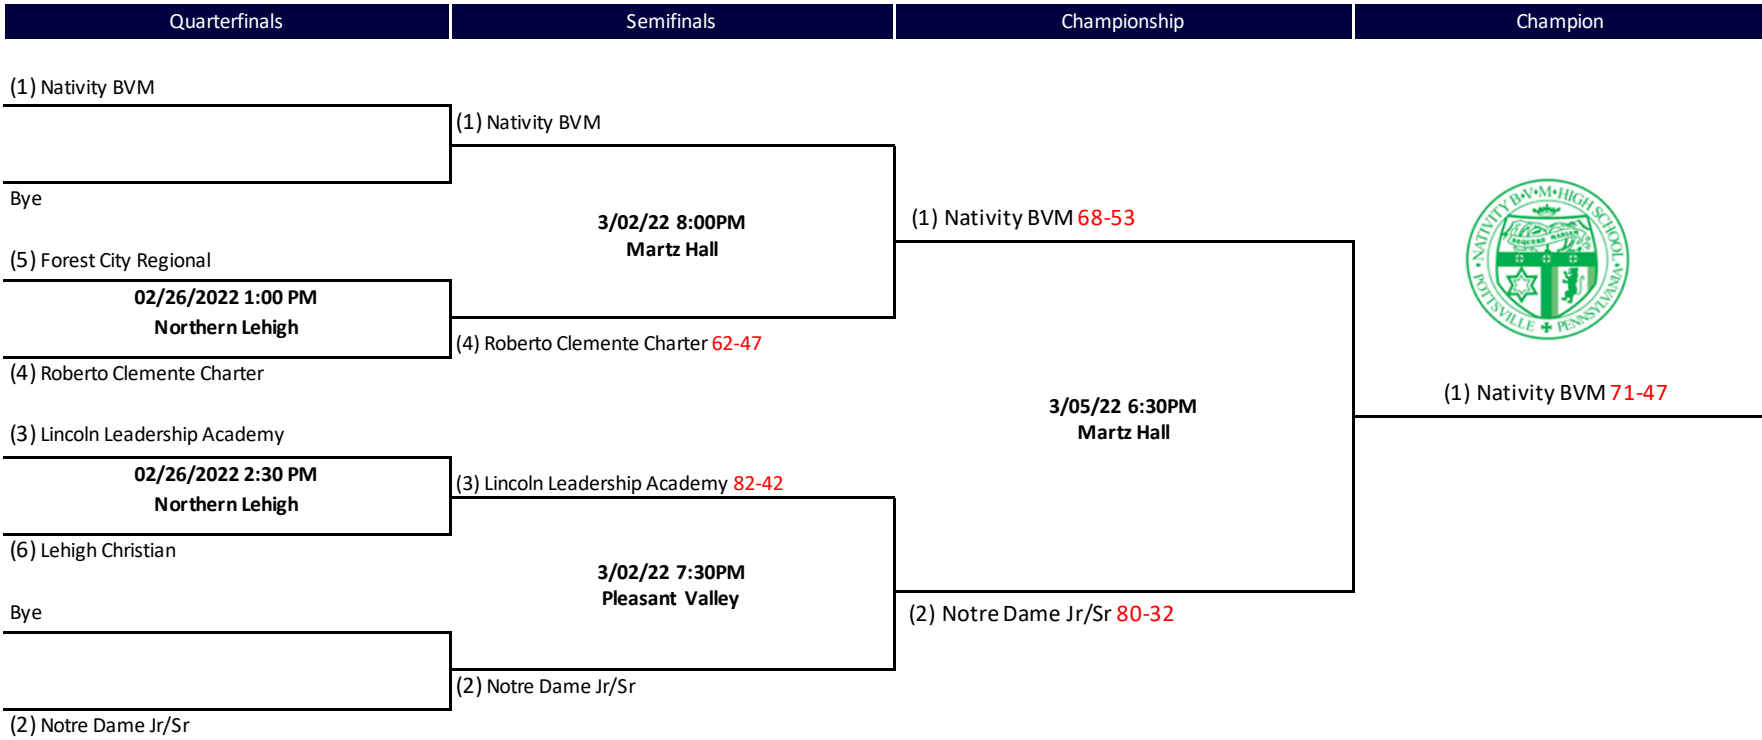 Quarterfinals
Semifinals
Championship
Champion
(1) Nativity BVM
Bye
(5) Forest City Regional
02/26/2022 1:00 PM
Northern Lehigh
(4) Roberto Clemente Charter
(3) Lincoln Leadership Academy
02/26/2022 2:30 PM
Northern Lehigh
(6) Lehigh Christian
Bye
(2) Notre Dame Jr/Sr
(1) Nativity BVM
3/02/22 8:00PM
Martz Hall
(4) Roberto Clemente Charter 62-47
(3) Lincoln Leadership Academy 82-42
3/02/22 7:30PM
Pleasant Valley
(2) Notre Dame Jr/Sr
(1) Nativity BVM 68-53
3/05/22 6:30PM
Martz Hall
(2) Notre Dame Jr/Sr 80-32
NATIVITY B·V·M·HIGH SCHOOL
POTTSVILLE PENNSYLVANIA
(1) Nativity BVM 71-47